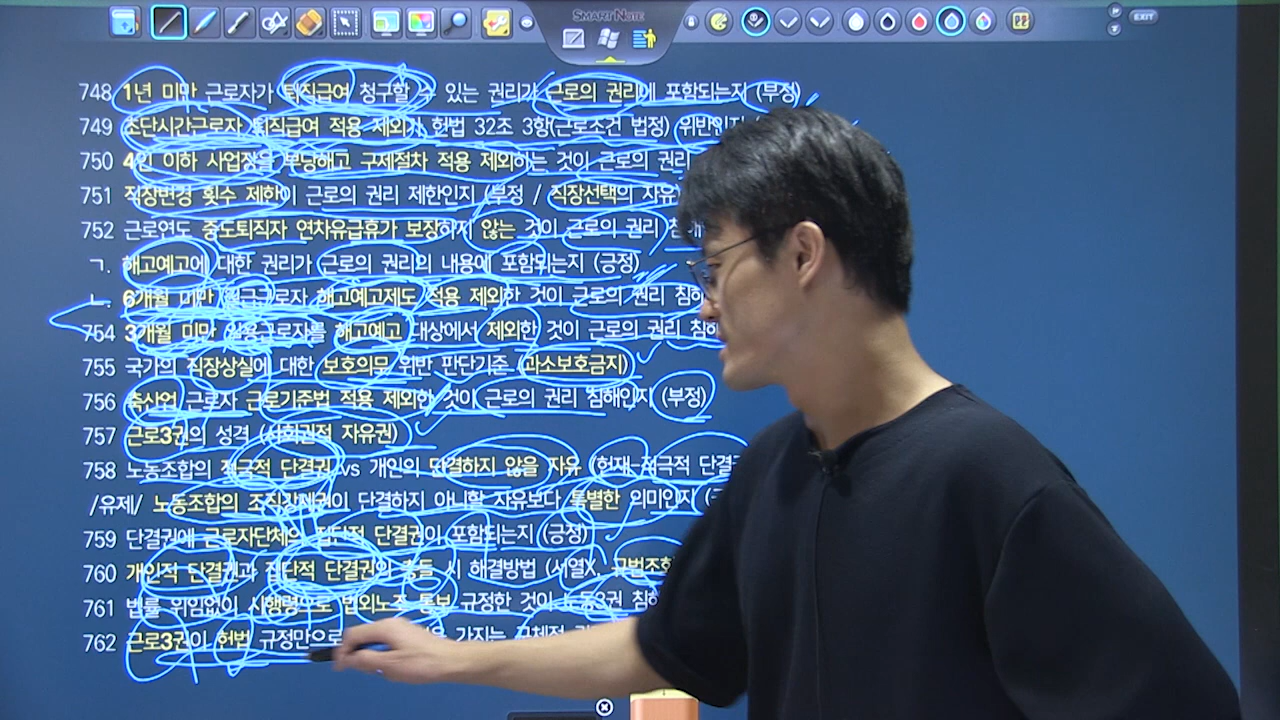 SMART NOTE
EXIT
748 1년 미만 근로자가 퇴직급여 청구할 수 있는 권리가 근로의 권리에 포함되는지 (부정)
749 초단시간근로자 퇴직급여 적용 제외가 헌법 32조 3항(근로조건 법정) 위반인지
750 4인 이하 사업장을 부당해고 구제절차 적용 제외하는 것이 근로의 권리
751 직장변경 횟수 제한이 근로의 권리 제한인지 (부정 / 직장선택의 자유)
752 근로연도 중도퇴직자 연차유급휴가 보장하지 않는 것이 근로의 권리 침해
ㄱ. 해고예고에 대한 권리가 근로의 권리의 내용에 포함되는지 (긍정)
ㄴ. 6개월 미만 월급근로자 해고예고제도 적용 제외한 것이 근로의 권리 침해
754 3개월 미만 일용근로자를 해고예고 대상에서 제외한 것이 근로의 권리 침해
755 국가의 직장상실에 대한 보호의무 위반 판단기준 (과소보호금지)
756 축산업 근로자 근로기준법 적용 제외한 것이 근로의 권리 침해인지 (부정)
757 근로3권의 성격 (사회권적 자유권)
758 노동조합의 적극적 단결권 vs 개인의 단결하지 않을 자유 (헌재-적극적 단결권
/유제/ 노동조합의 조직강제권이 단결하지 아니할 자유보다 특별한 의미인지
759 단결권에 근로자단체의 집단적 단결권이 포함되는지 (긍정)
760 개인적 단결권과 집단적 단결권의 충돌 시 해결방법 (서열X, 규범조화
761 법률 위임없이 시행령으로 법외노조 통보 규정한 것이 노동3권 침해
762 근로3권이 헌법 규정만으로 가지는 구체적